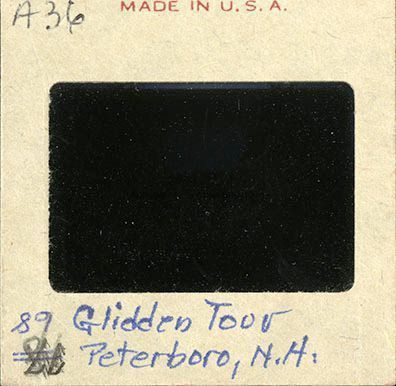 A36
MADE IN U.S.A.
89 Glidden Tour
Peterboro, N.H.